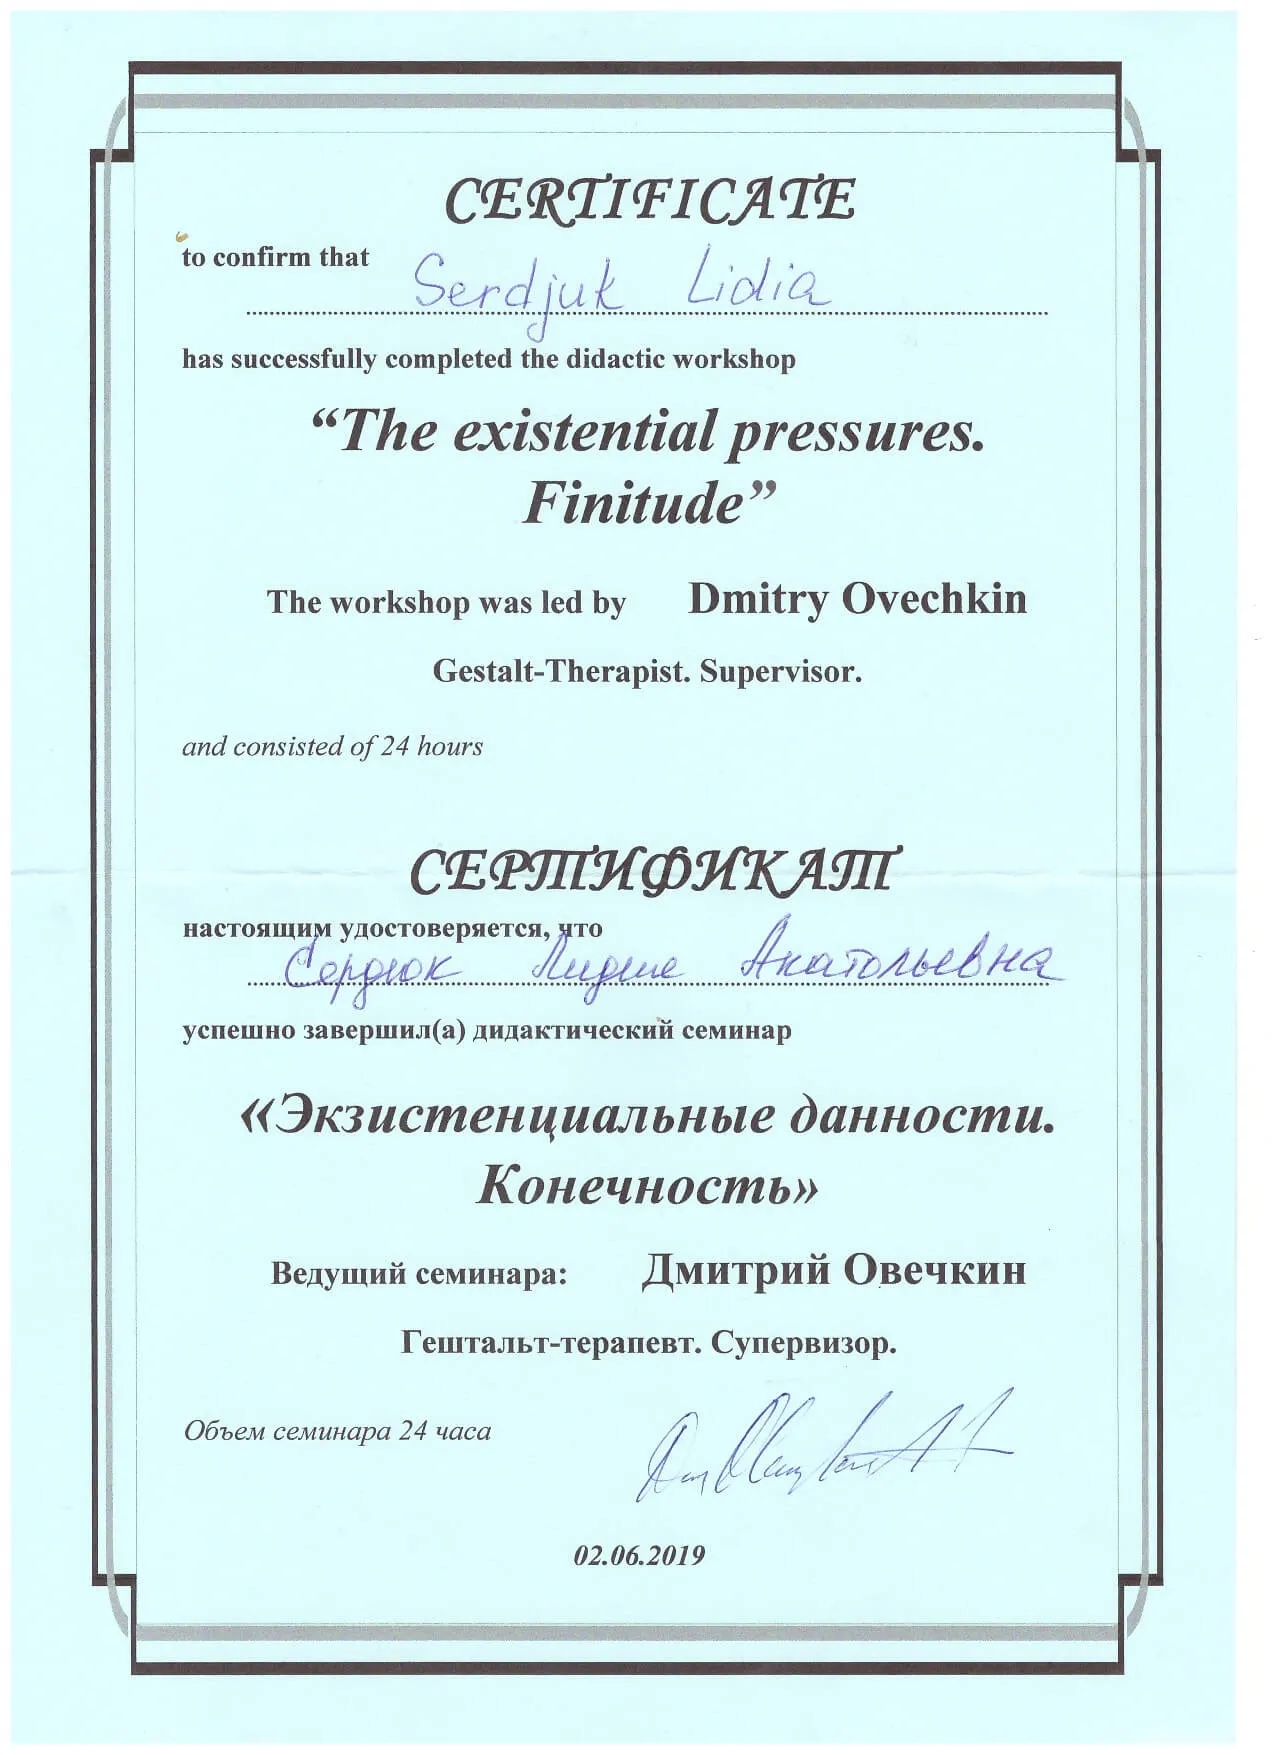 CERTIFICATE
to confirm that
Serdjuk Lidia
has successfully completed the didactic workshop
“The existential pressures.
Finitude”
The workshop was led by Dmitry Ovechkin
Gestalt-Therapist. Supervisor.
and consisted of 24 hours
СЕРТИФИКАТ
настоящим удостоверяется, что
Сердюк Лидие Анатольевна
успешно завершил(а) дидактический семинар
«Экзистенциальные данности.
Конечность»
Ведущий семинара: Дмитрий Овечкин
Гештальт-терапевт. Супервизор.
Объем семинара 24 часа
02.06.2019